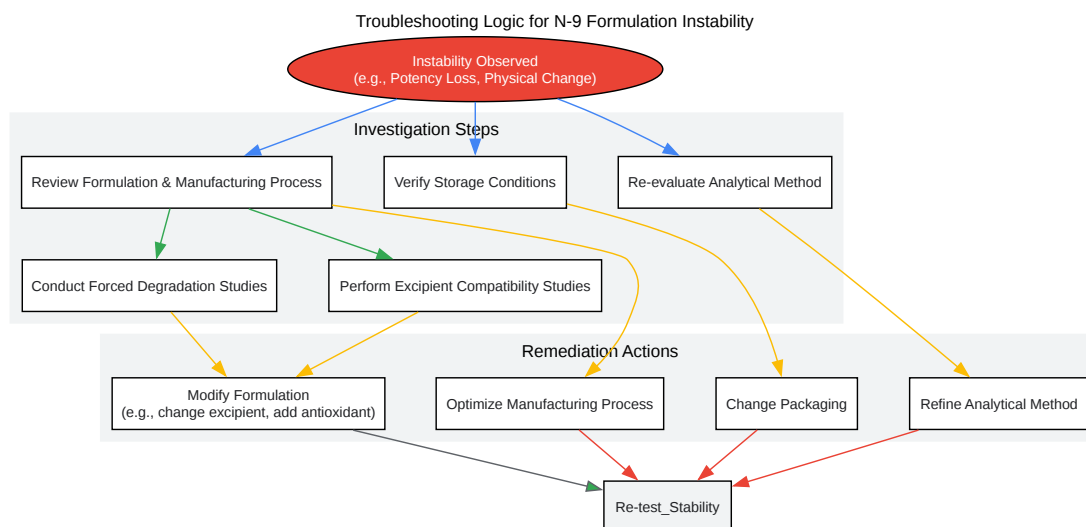 Troubleshooting Logic for N-9 Formulation Instability
Instability Observed
(e.g., Potency Loss, Physical Change)
Investigation Steps
Review Formulation & Manufacturing Process
Verify Storage Conditions
Re-evaluate Analytical Method
Conduct Forced Degradation Studies
Perform Excipient Compatibility Studies
Remediation Actions
Modify Formulation
(e.g., change excipient, add antioxidant)
Optimize Manufacturing Process
Change Packaging
Refine Analytical Method
Re-test_Stability